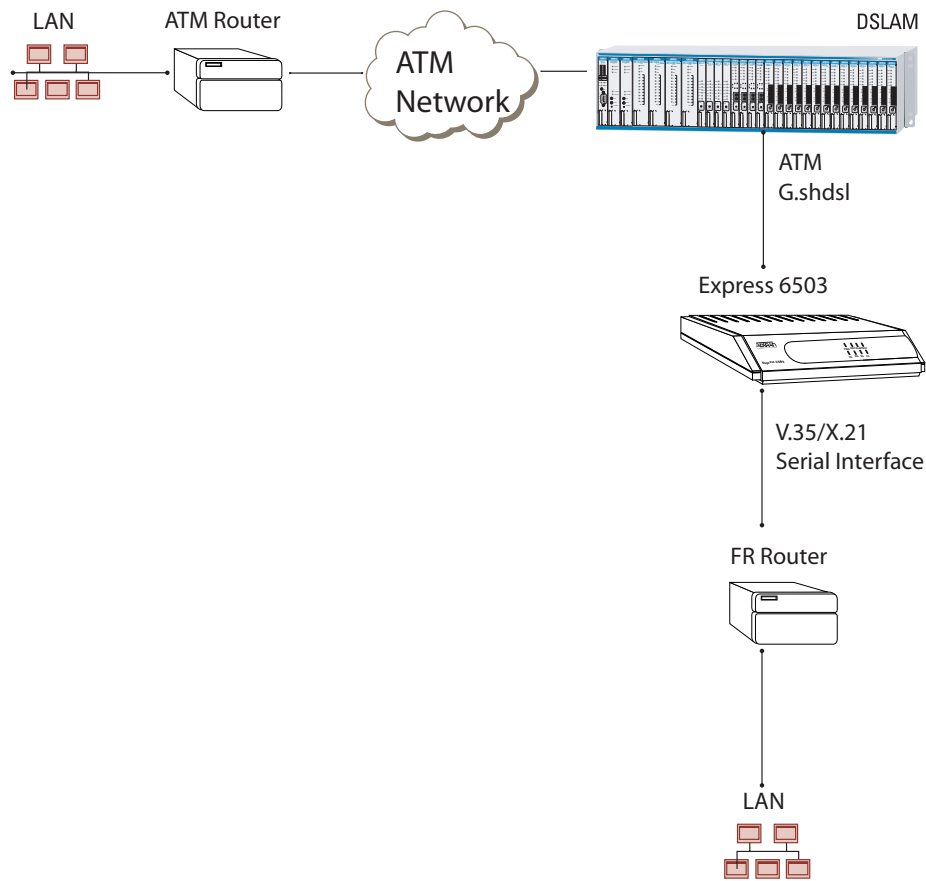 LAN
ATM Router
DSLAM
ATM
Network
ATM
G.shdsl
Express 6503
V.35/X.21
Serial Interface
FR Router
LAN